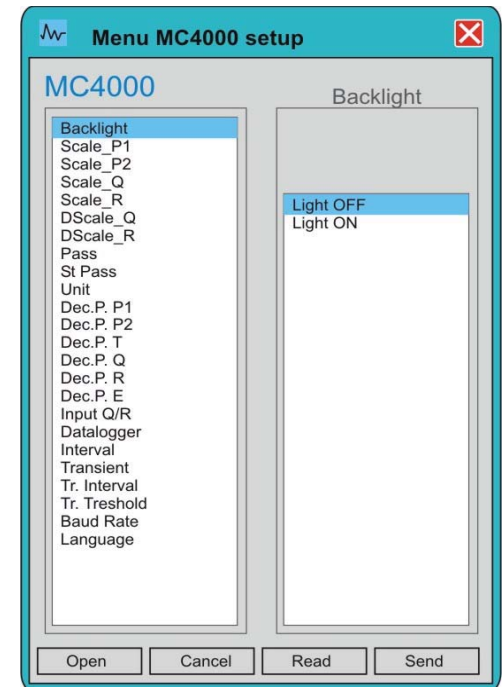 Menu MC4000 setup
MC4000
Backlight
Scale_P1
Scale_P2
Scale_Q
Scale_R
DScale_Q
DScale_R
Pass
St Pass
Unit
Dec.P. P1
Dec.P. P2
Dec.P. T
Dec.P. Q
Dec.P. R
Dec.P. E
Input Q/R
Datalogger
Interval
Transient
Tr. Interval
Tr. Treshold
Baud Rate
Language
Backlight
Light OFF
Light ON
Open Cancel Read Send